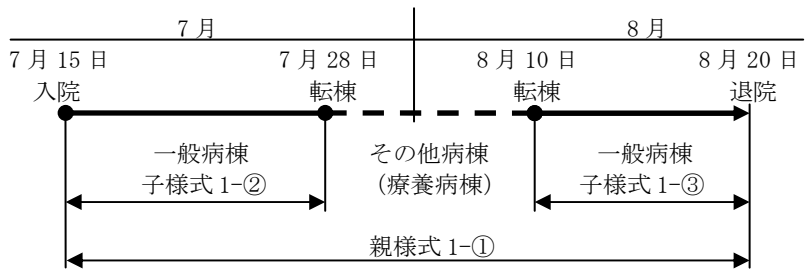 7月 8月
7月15日 7月28日 8月10日 8月20日
入院 転棟 転棟 退院
一般病棟 その他病棟 一般病棟
子様式1-② （療養病棟） 子様式1-③
親様式1-①